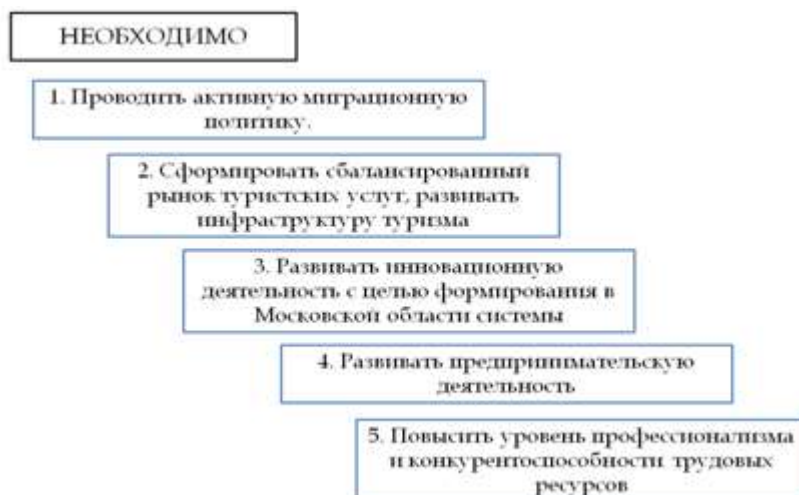 НЕОБХОДИМО
1. Проводить активную миграционную
политику.
2. Сформировать сбалансированный
рынок туристских услуг, развивать
инфраструктуру туризма
3. Развивать инновационную
деятельность с целью формирования в
Московской области системы
4. Развивать предпринимательскую
деятельность
5. Повысить уровень профессионализма
и конкурентоспособности трудовых
ресурсов